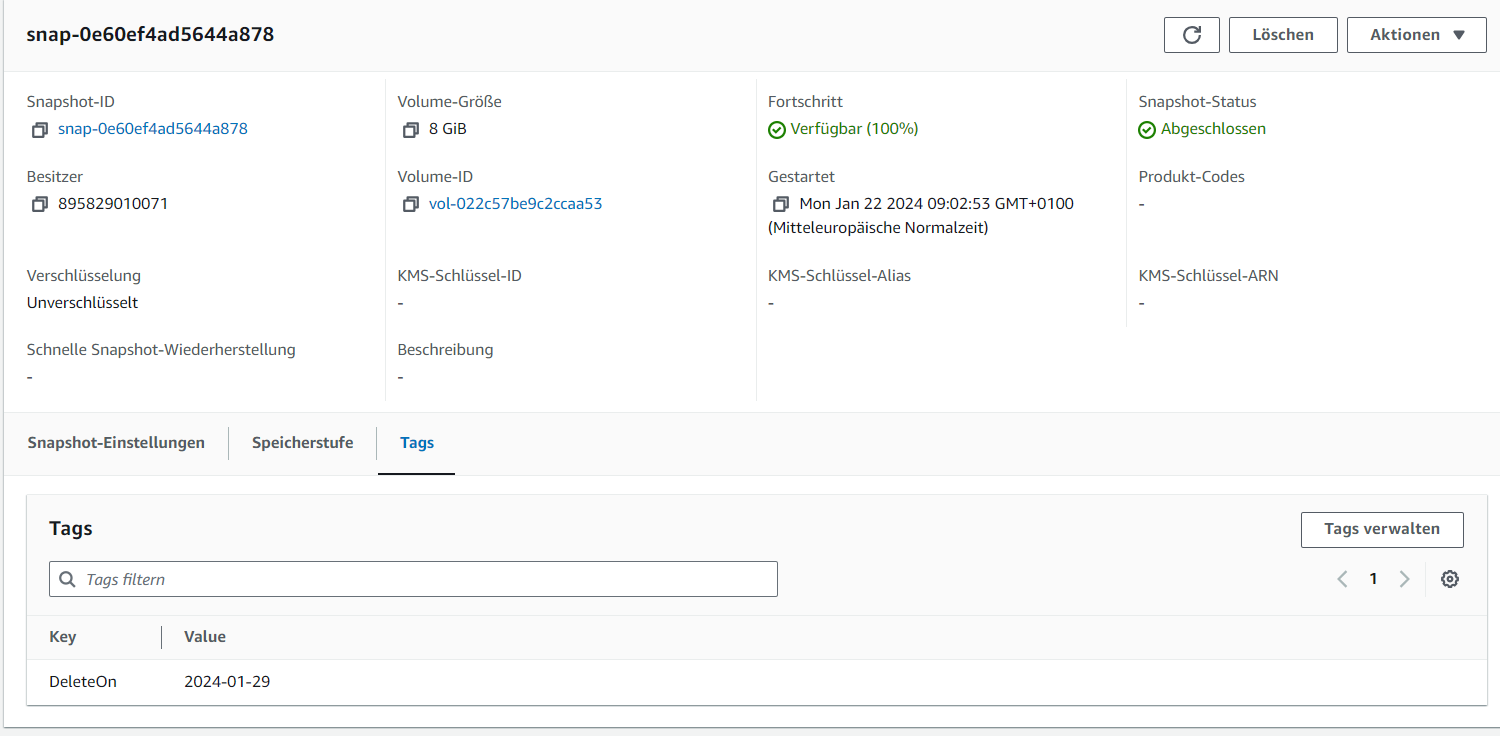 snap-0e60ef4ad5644a878
Löschen
Aktionen
Snapshot-ID
snap-0e60ef4ad5644a878
Volume-Größe
8 GiB
Fortschritt
Verfügbar (100%)
Snapshot-Status
Abgeschlossen
Besitzer
895829010071
Volume-ID
vol-022c57be9c2ccaa53
Gestartet
Mon Jan 22 2024 09:02:53 GMT+0100
(Mitteleuropäische Normalzeit)
Produkt-Codes
-
Verschlüsselung
Unverschlüsselt
KMS-Schlüssel-ID
-
KMS-Schlüssel-Alias
-
KMS-Schlüssel-ARN
-
Schnelle Snapshot-Wiederherstellung
-
Beschreibung
-
Snapshot-Einstellungen
Speicherstufe
Tags
Tags
Tags verwalten
Tags filtern
1
Key
Value
DeleteOn
2024-01-29